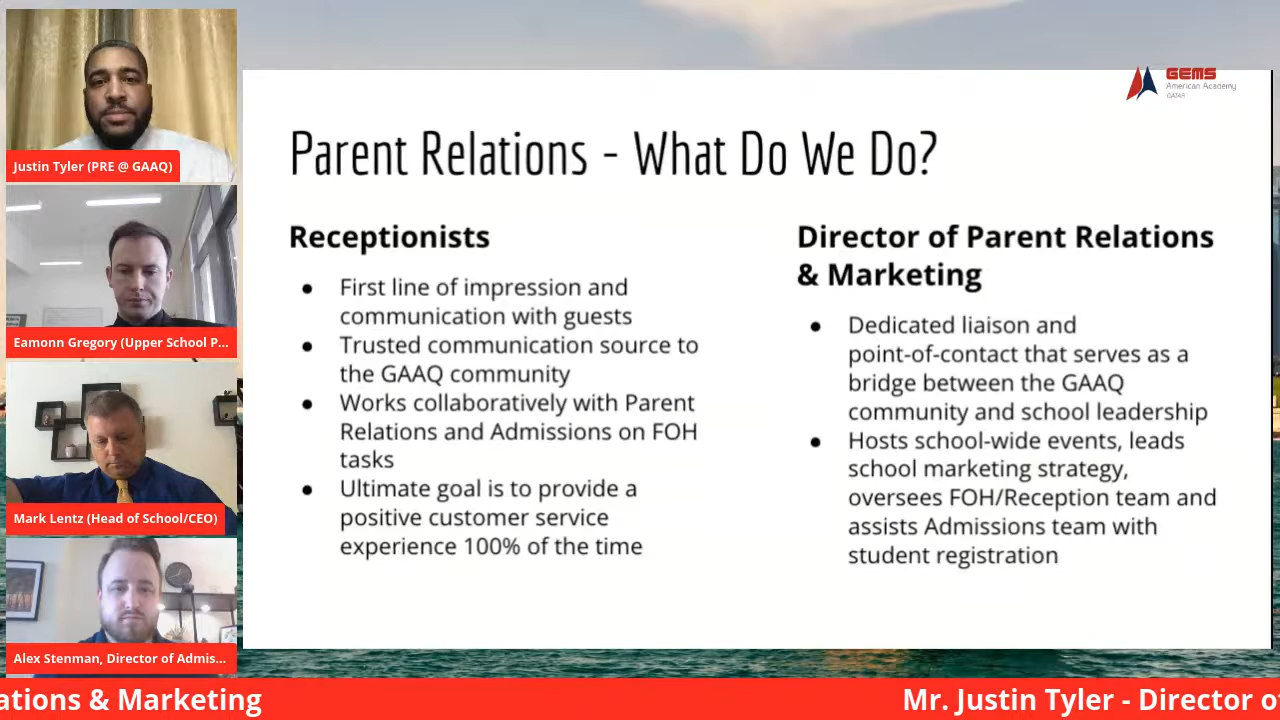 GEMS
American Academy
QATAR
Parent Relations - What Do We Do?
Receptionists
● First line of impression and
communication with guests
● Trusted communication source to
the GAAQ community
● Works collaboratively with Parent
Relations and Admissions on FOH
tasks
● Ultimate goal is to provide a
positive customer service
experience 100% of the time
Director of Parent Relations
& Marketing
● Dedicated liaison and
point-of-contact that serves as a
bridge between the GAAQ
community and school leadership
● Hosts school-wide events, leads
school marketing strategy,
oversees FOH/Reception team and
assists Admissions team with
student registration
Justin Tyler (PRE @ GAAQ)
Eamonn Gregory (Upper School P...
Mark Lentz (Head of School/CEO)
Alex Stenman, Director of Admis...
ations & Marketing
Mr. Justin Tyler - Director of